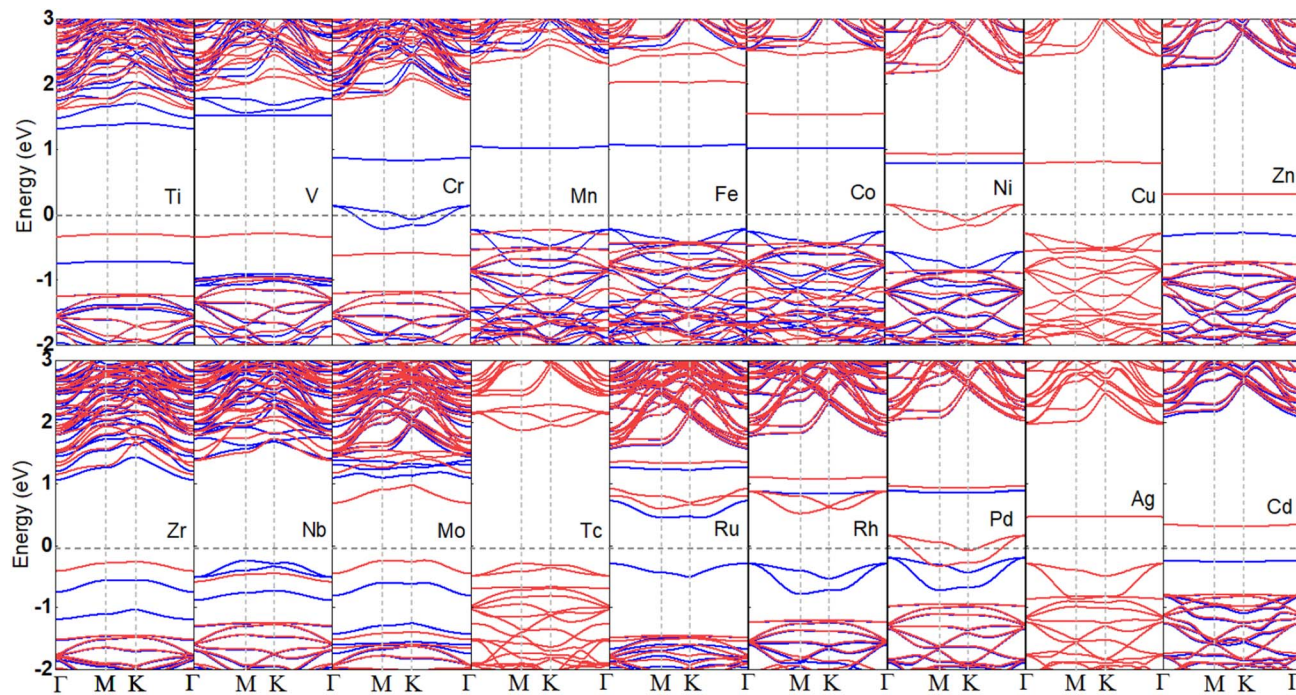 3
2
1
0
-1
-2
Energy (eV)
Ti
V
Cr
Mn
Fe
Co
Ni
Cu
Zn
3
2
1
0
-1
-2
Energy (eV)
Zr
Nb
Mo
Tc
Ru
Rh
Pd
Ag
Cd
Γ M K Γ M K Γ M K Γ M K Γ M K Γ M K Γ M K Γ M K Γ M K Γ